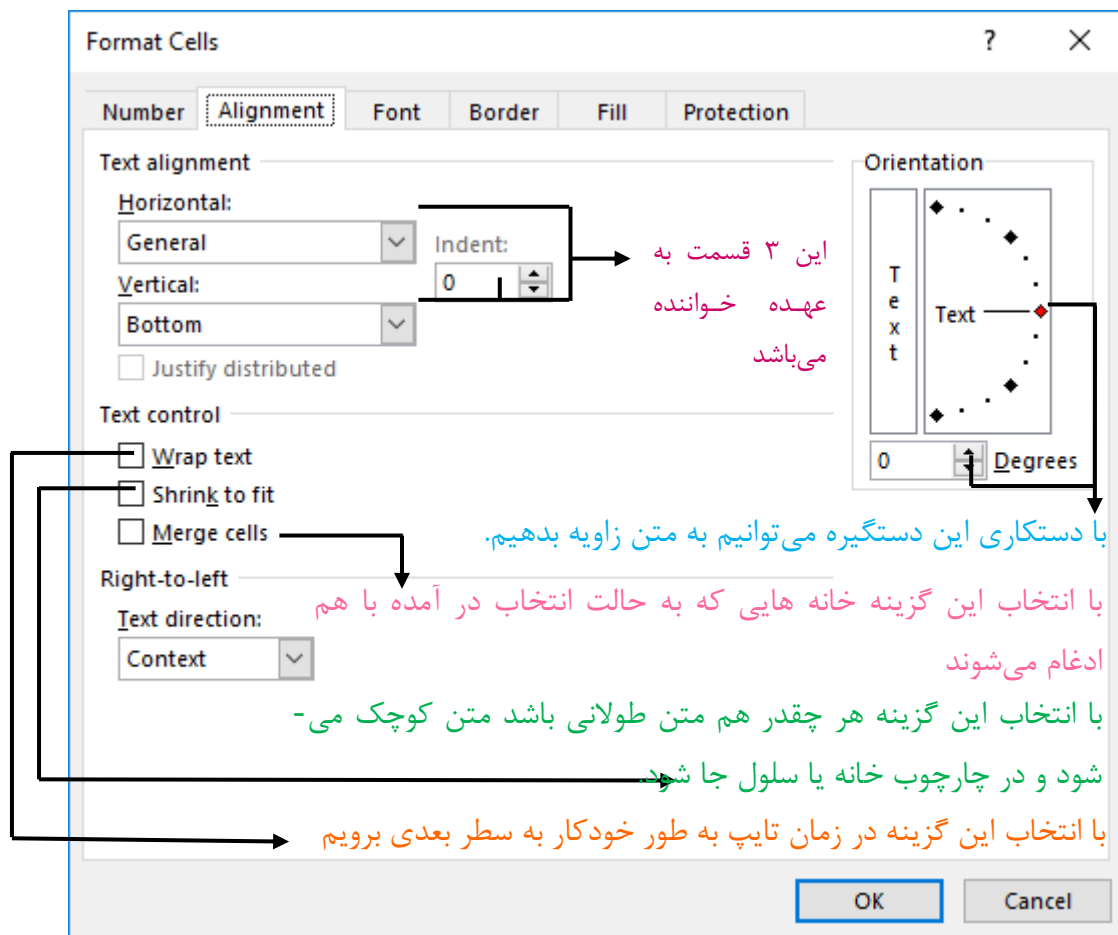 Format Cells ? ×
Number Alignment Font Border Fill Protection
Text alignment
Horizontal:
General
Indent:
0
Vertical:
Bottom
Justify distributed
این ۳ قسمت به
عهده خواننده
می‌باشد
Orientation
T
e
x
t
Text
0 Degrees
Text control
Wrap text
Shrink to fit
Merge cells
با دستکاری این دستگیره می‌توانیم به متن زاویه بدهیم.
Right-to-left
Text direction:
Context
با انتخاب این گزینه خانه هایی که به حالت انتخاب در آمده با هم
ادغام می‌شوند
با انتخاب این گزینه هر چقدر هم متن طولانی باشد متن کوچک می-
شود و در چارچوب خانه یا سلول جا شود.
با انتخاب این گزینه در زمان تایپ به طور خودکار به سطر بعدی برویم
OK Cancel